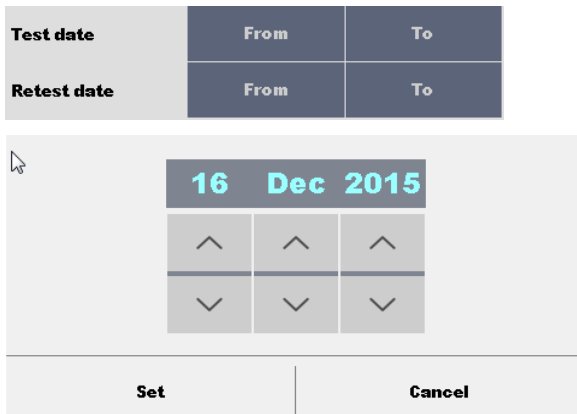 Test date From To
Retest date From To
16 Dec 2015
Set Cancel